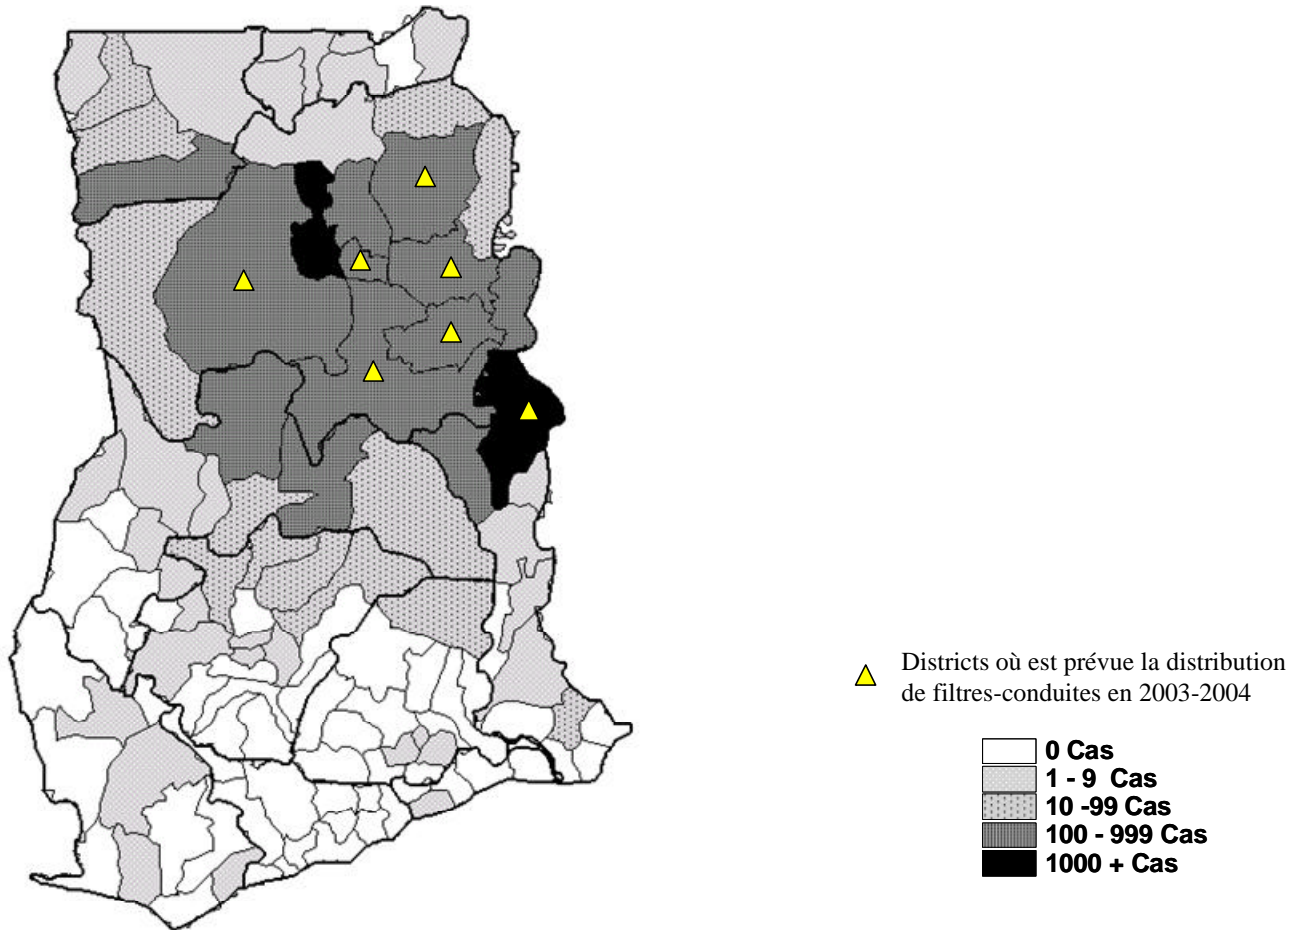 Districts où est prévue la distribution
de filtres-conduites en 2003-2004
0 Cas
1 - 9 Cas
10 -99 Cas
100 - 999 Cas
1000 + Cas